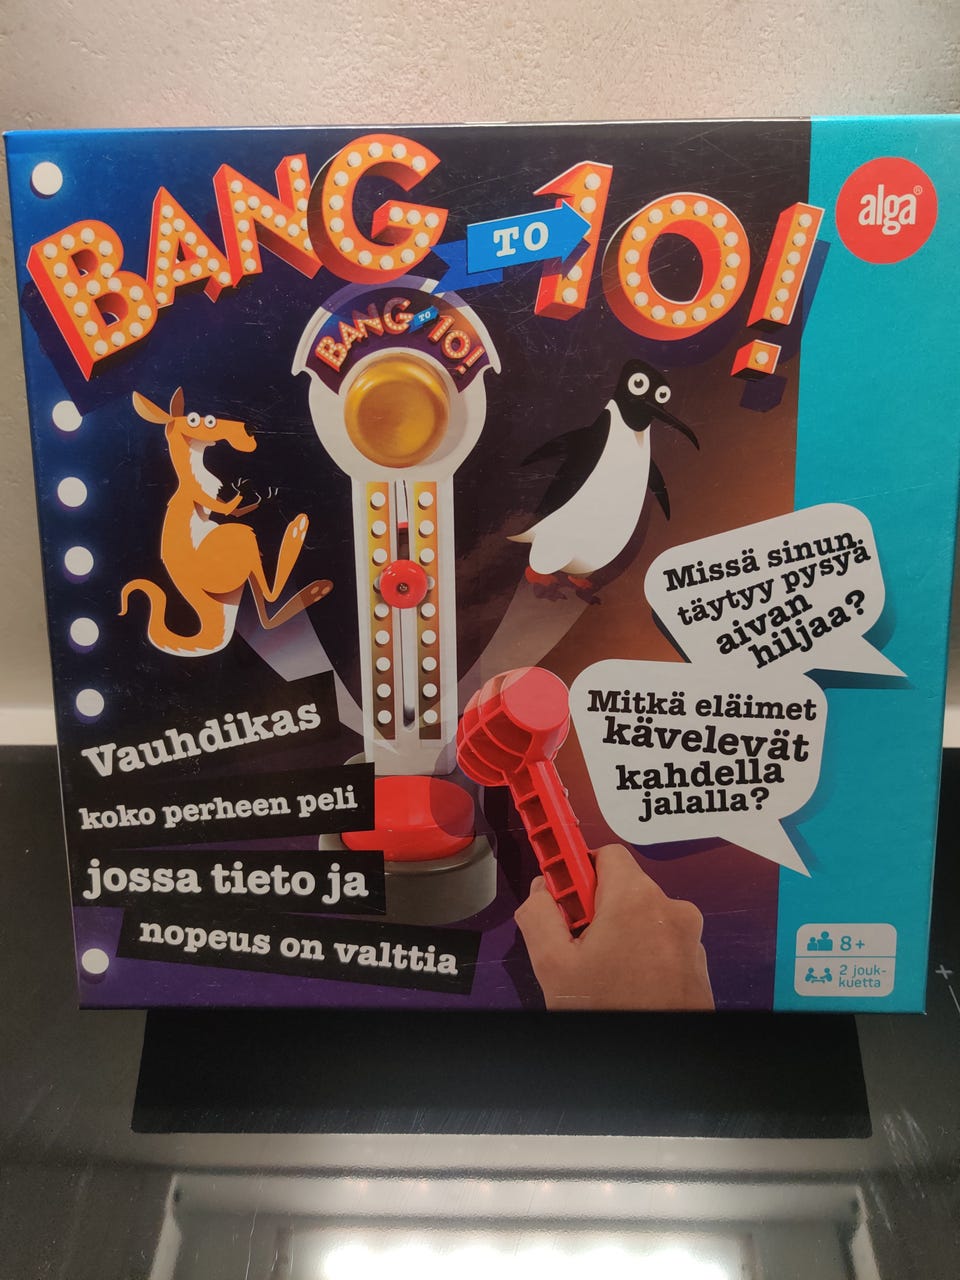 BANG TO 10!
alga®
BANG TO 10!
Missä sinun
täytyy pysyä
aivan
hiljaa?
Mitkä eläimet
kävelevät
kahdella
jalalla?
Vauhdikas
koko perheen peli
jossa tieto ja
nopeus on valttia
8+
2 jouk-
kuetta